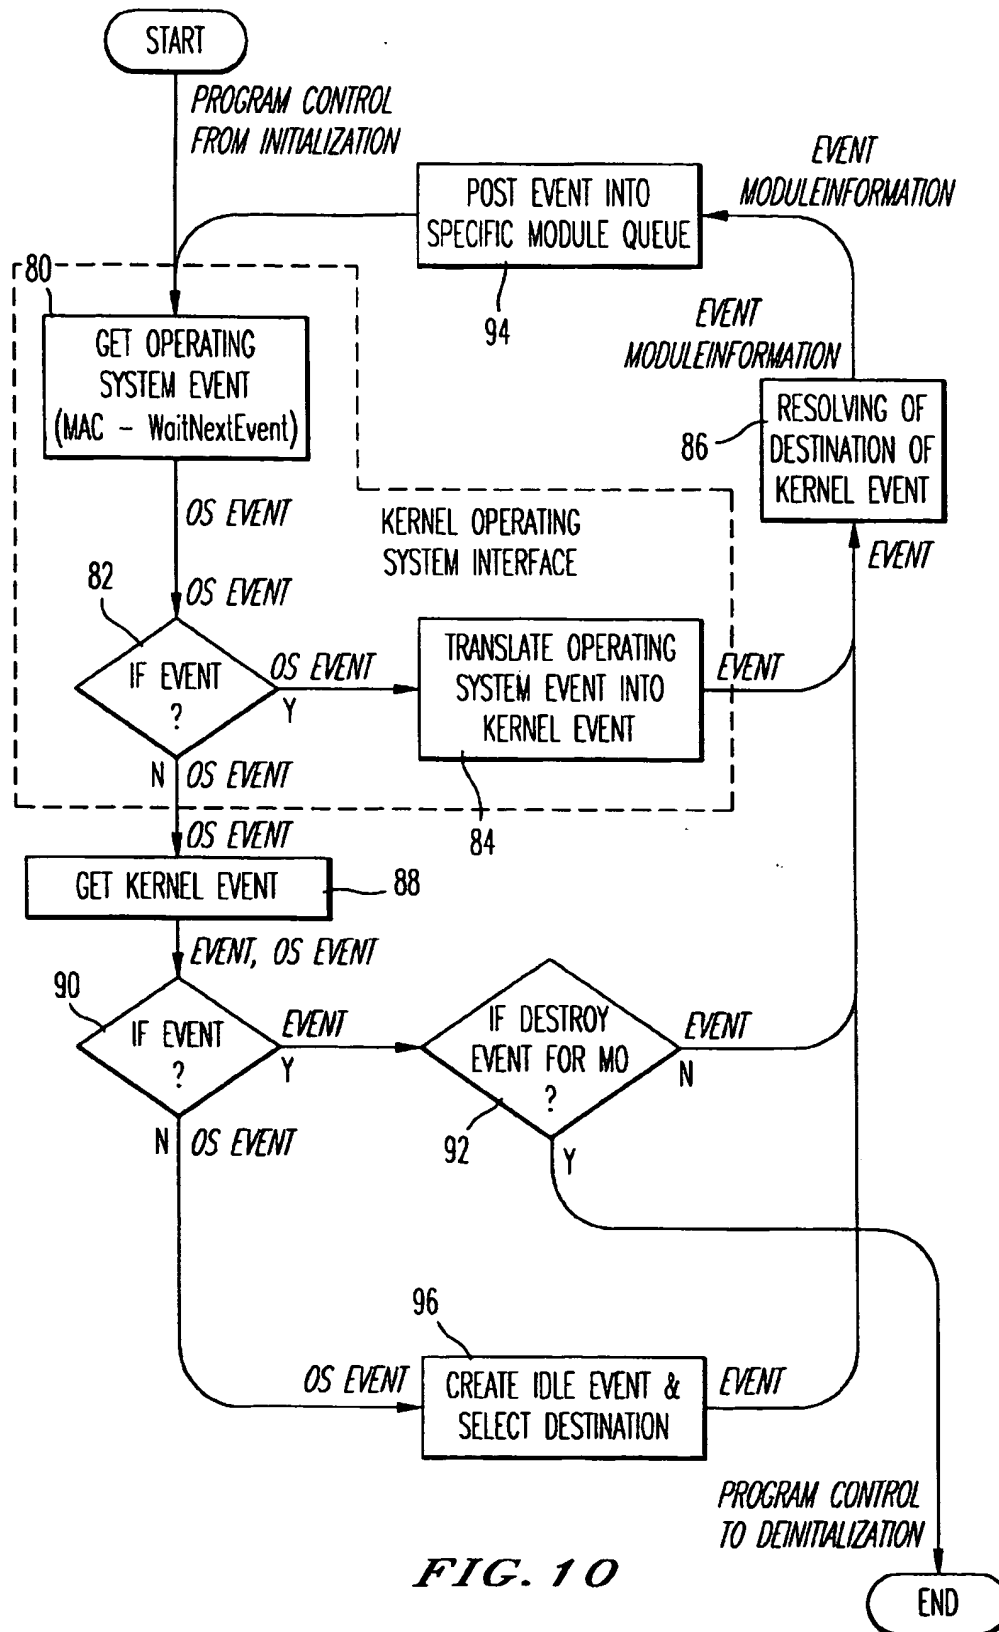 START
PROGRAM CONTROL
FROM INITIALIZATION
EVENT
MODULEINFORMATION
POST EVENT INTO
SPECIFIC MODULE QUEUE
94
80
GET OPERATING
SYSTEM EVENT
(MAC - WaitNextEvent)
EVENT
MODULEINFORMATION
86
RESOLVING OF
DESTINATION OF
KERNEL EVENT
OS EVENT
KERNEL OPERATING
SYSTEM INTERFACE
EVENT
82
OS EVENT
IF EVENT
?
OS EVENT
Y
TRANSLATE OPERATING
SYSTEM EVENT INTO
KERNEL EVENT
EVENT
N
OS EVENT
84
OS EVENT
GET KERNEL EVENT
88
EVENT, OS EVENT
90
IF EVENT
?
EVENT
Y
IF DESTROY
EVENT FOR MO
?
EVENT
N
92
Y
N
OS EVENT
96
OS EVENT
CREATE IDLE EVENT &
SELECT DESTINATION
EVENT
PROGRAM CONTROL
TO DEINITIALIZATION
FIG. 10
END